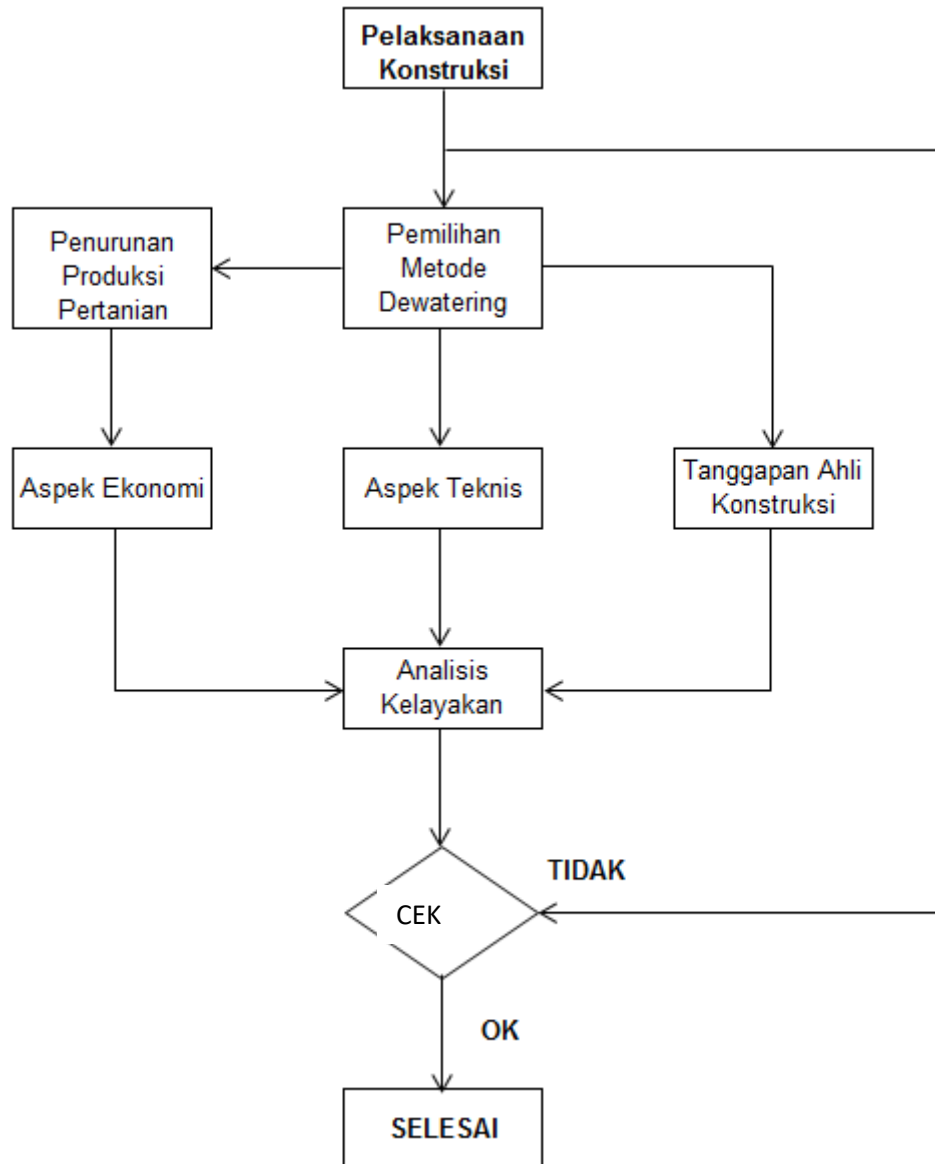 Pelaksanaan
Konstruksi
Penurunan
Produksi
Pertanian
Pemilihan
Metode
Dewatering
Aspek Ekonomi
Aspek Teknis
Tanggapan Ahli
Konstruksi
Analisis
Kelayakan
TIDAK
CEK
OK
SELESAI